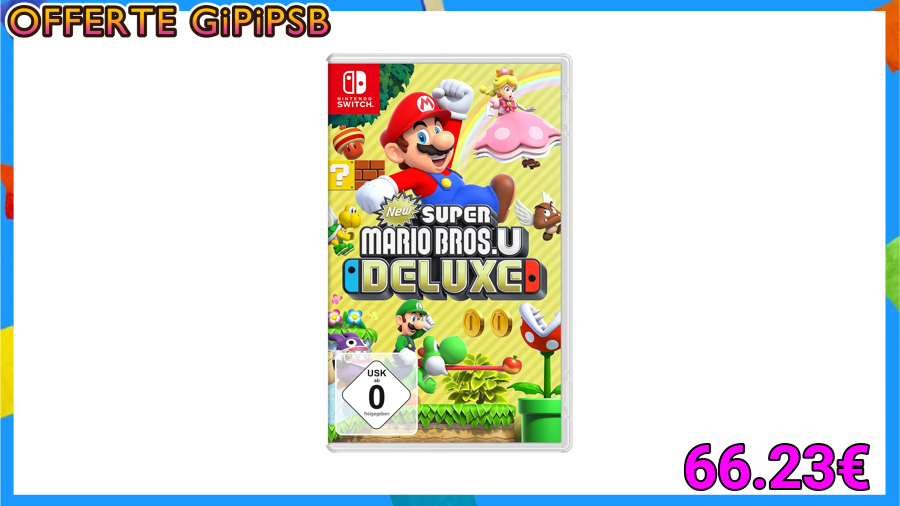 OFFERTE GiPiPSB
NINTENDO
SWITCH.
?
M
New SUPER
MARIO BROS.U
DELUXE
L
USK
ab
0
freigegeben
66.23€